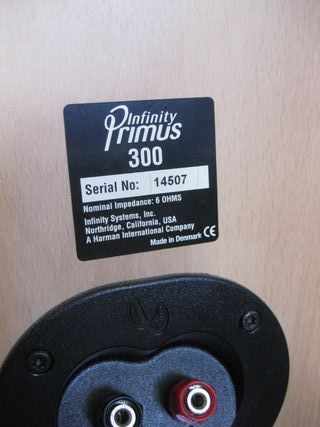 Infinity
Primus
300
Serial No: 14507
Nominal Impedance: 6 OHMS
Infinity Systems, Inc.
Northridge, California, USA
A Harman International Company
Made in Denmark CE